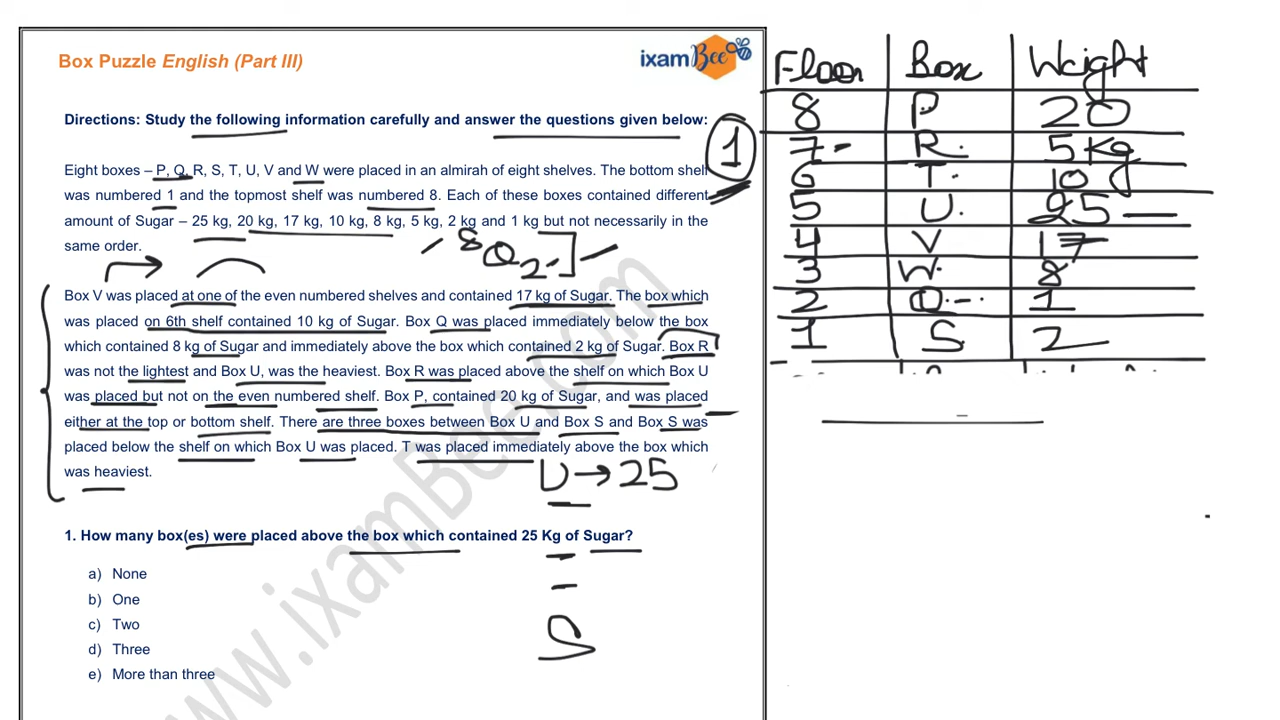 Box Puzzle English (Part III)
ixamBee
Directions: Study the following information carefully and answer the questions given below:
Eight boxes – P, Q, R, S, T, U, V and W were placed in an almirah of eight shelves. The bottom shelf
was numbered 1 and the topmost shelf was numbered 8. Each of these boxes contained different
amount of Sugar – 25 kg, 20 kg, 17 kg, 10 kg, 8 kg, 5 kg, 2 kg and 1 kg but not necessarily in the
same order.
8
Q
2
Box V was placed at one of the even numbered shelves and contained 17 kg of Sugar. The box which
was placed on 6th shelf contained 10 kg of Sugar. Box Q was placed immediately below the box
which contained 8 kg of Sugar and immediately above the box which contained 2 kg of Sugar. Box R
was not the lightest and Box U, was the heaviest. Box R was placed above the shelf on which Box U
was placed but not on the even numbered shelf. Box P, contained 20 kg of Sugar, and was placed
either at the top or bottom shelf. There are three boxes between Box U and Box S and Box S was
placed below the shelf on which Box U was placed. T was placed immediately above the box which
was heaviest.
U → 25
S
1. How many box(es) were placed above the box which contained 25 Kg of Sugar?
a) None
b) One
c) Two
d) Three
e) More than three
www.ixamBee.com
1
Floor Box Weight
8 P 20
7 R 5 Kg
6 T 10
5 U 25
4 V 17
3 W 8
2 Q 1
1 S 2